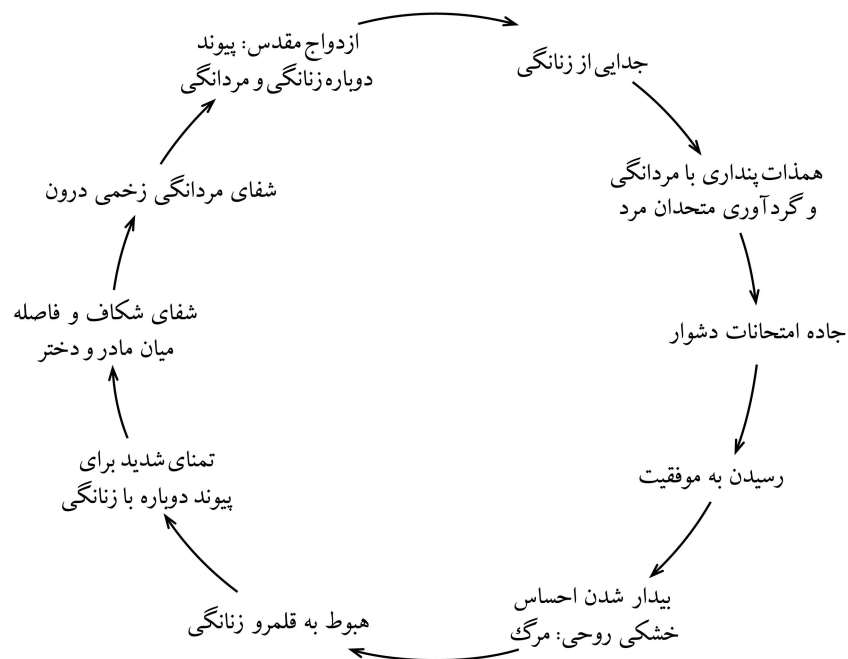 جدایی از زنانگی
همذات‌پنداری با مردانگی
و گردآوری متحدان مرد
جاده امتحانات دشوار
رسیدن به موفقیت
بیدار شدن احساس
خشکی روحی: مرگ
هبوط به قلمرو زنانگی
تمنای شدید برای
پیوند دوباره با زنانگی
شفای شکاف و فاصله
میان مادر و دختر
شفای مردانگی زخمی درون
ازدواج مقدس: پیوند
دوباره زنانگی و مردانگی